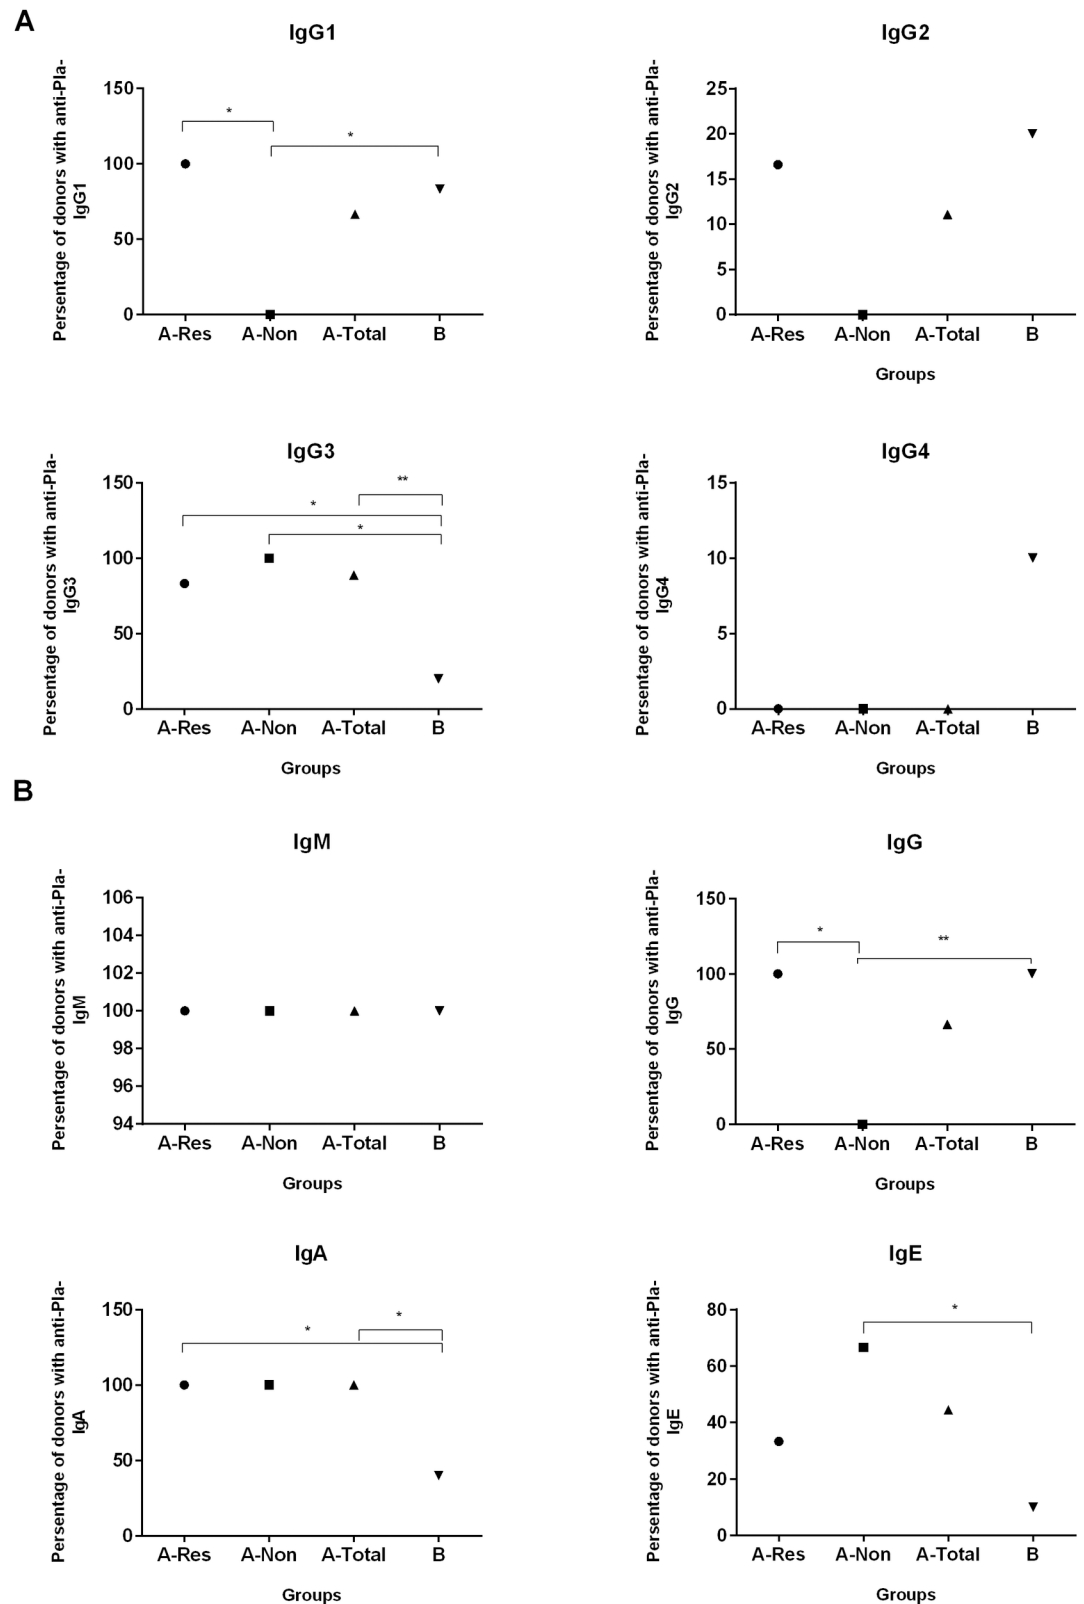 A
IgG1
Persentage of donors with anti-Pla-
IgG1
150
100
50
0
*
*
A-Res A-Non A-Total B
IgG2
Persentage of donors with anti-Pla-
IgG2
25
20
15
10
5
0
A-Res A-Non A-Total B
Groups
IgG3
Persentage of donors with anti-Pla-
IgG3
150
100
50
0
**
*
*
A-Res A-Non A-Total B
Groups
IgG4
Persentage of donors with anti-Pla-
IgG4
15
10
5
0
A-Res A-Non A-Total B
Groups
B
IgM
Persentage of donors with anti-Pla-
IgM
106
104
102
100
98
96
94
A-Res A-Non A-Total B
Groups
IgG
Persentage of donors with anti-Pla-
IgG
150
100
50
0
*
**
A-Res A-Non A-Total B
Groups
IgA
Persentage of donors with anti-Pla-
IgA
150
100
50
0
*
*
A-Res A-Non A-Total B
Groups
IgE
Persentage of donors with anti-Pla-
IgE
80
60
40
20
0
*
A-Res A-Non A-Total B
Groups